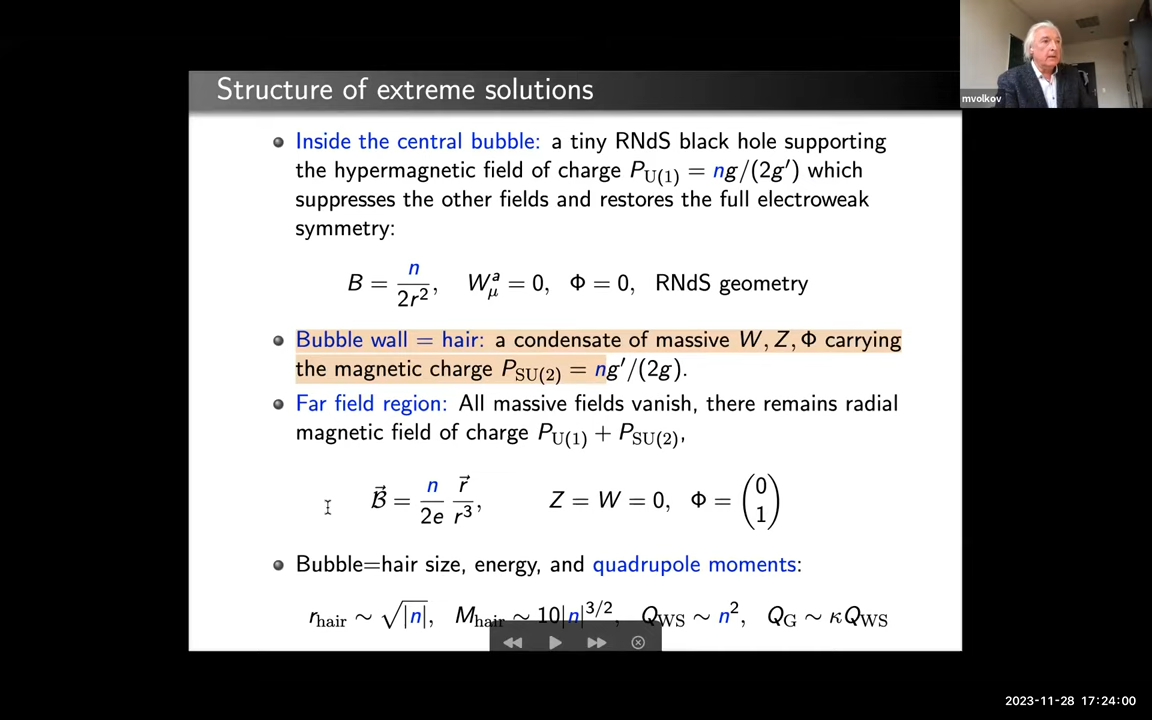 mvolkov
Structure of extreme solutions
Inside the central bubble: a tiny RNdS black hole supporting
the hypermagnetic field of charge P_U(1) = ng/(2g′) which
suppresses the other fields and restores the full electroweak
symmetry:
B = n/2r², W^a_μ = 0, Φ = 0, RNdS geometry
Bubble wall = hair: a condensate of massive W, Z, Φ carrying
the magnetic charge P_SU(2) = ng′/(2g).
Far field region: All massive fields vanish, there remains radial
magnetic field of charge P_U(1) + P_SU(2),
B⃗ = n/2e r⃗/r³, Z = W = 0, Φ = (0 1)
Bubble=hair size, energy, and quadrupole moments:
r_hair ∼ √|n|, M_hair ∼ 10|n|^3/2, Q_WS ∼ n², Q_G ∼ κQ_WS
2023-11-28 17:24:00